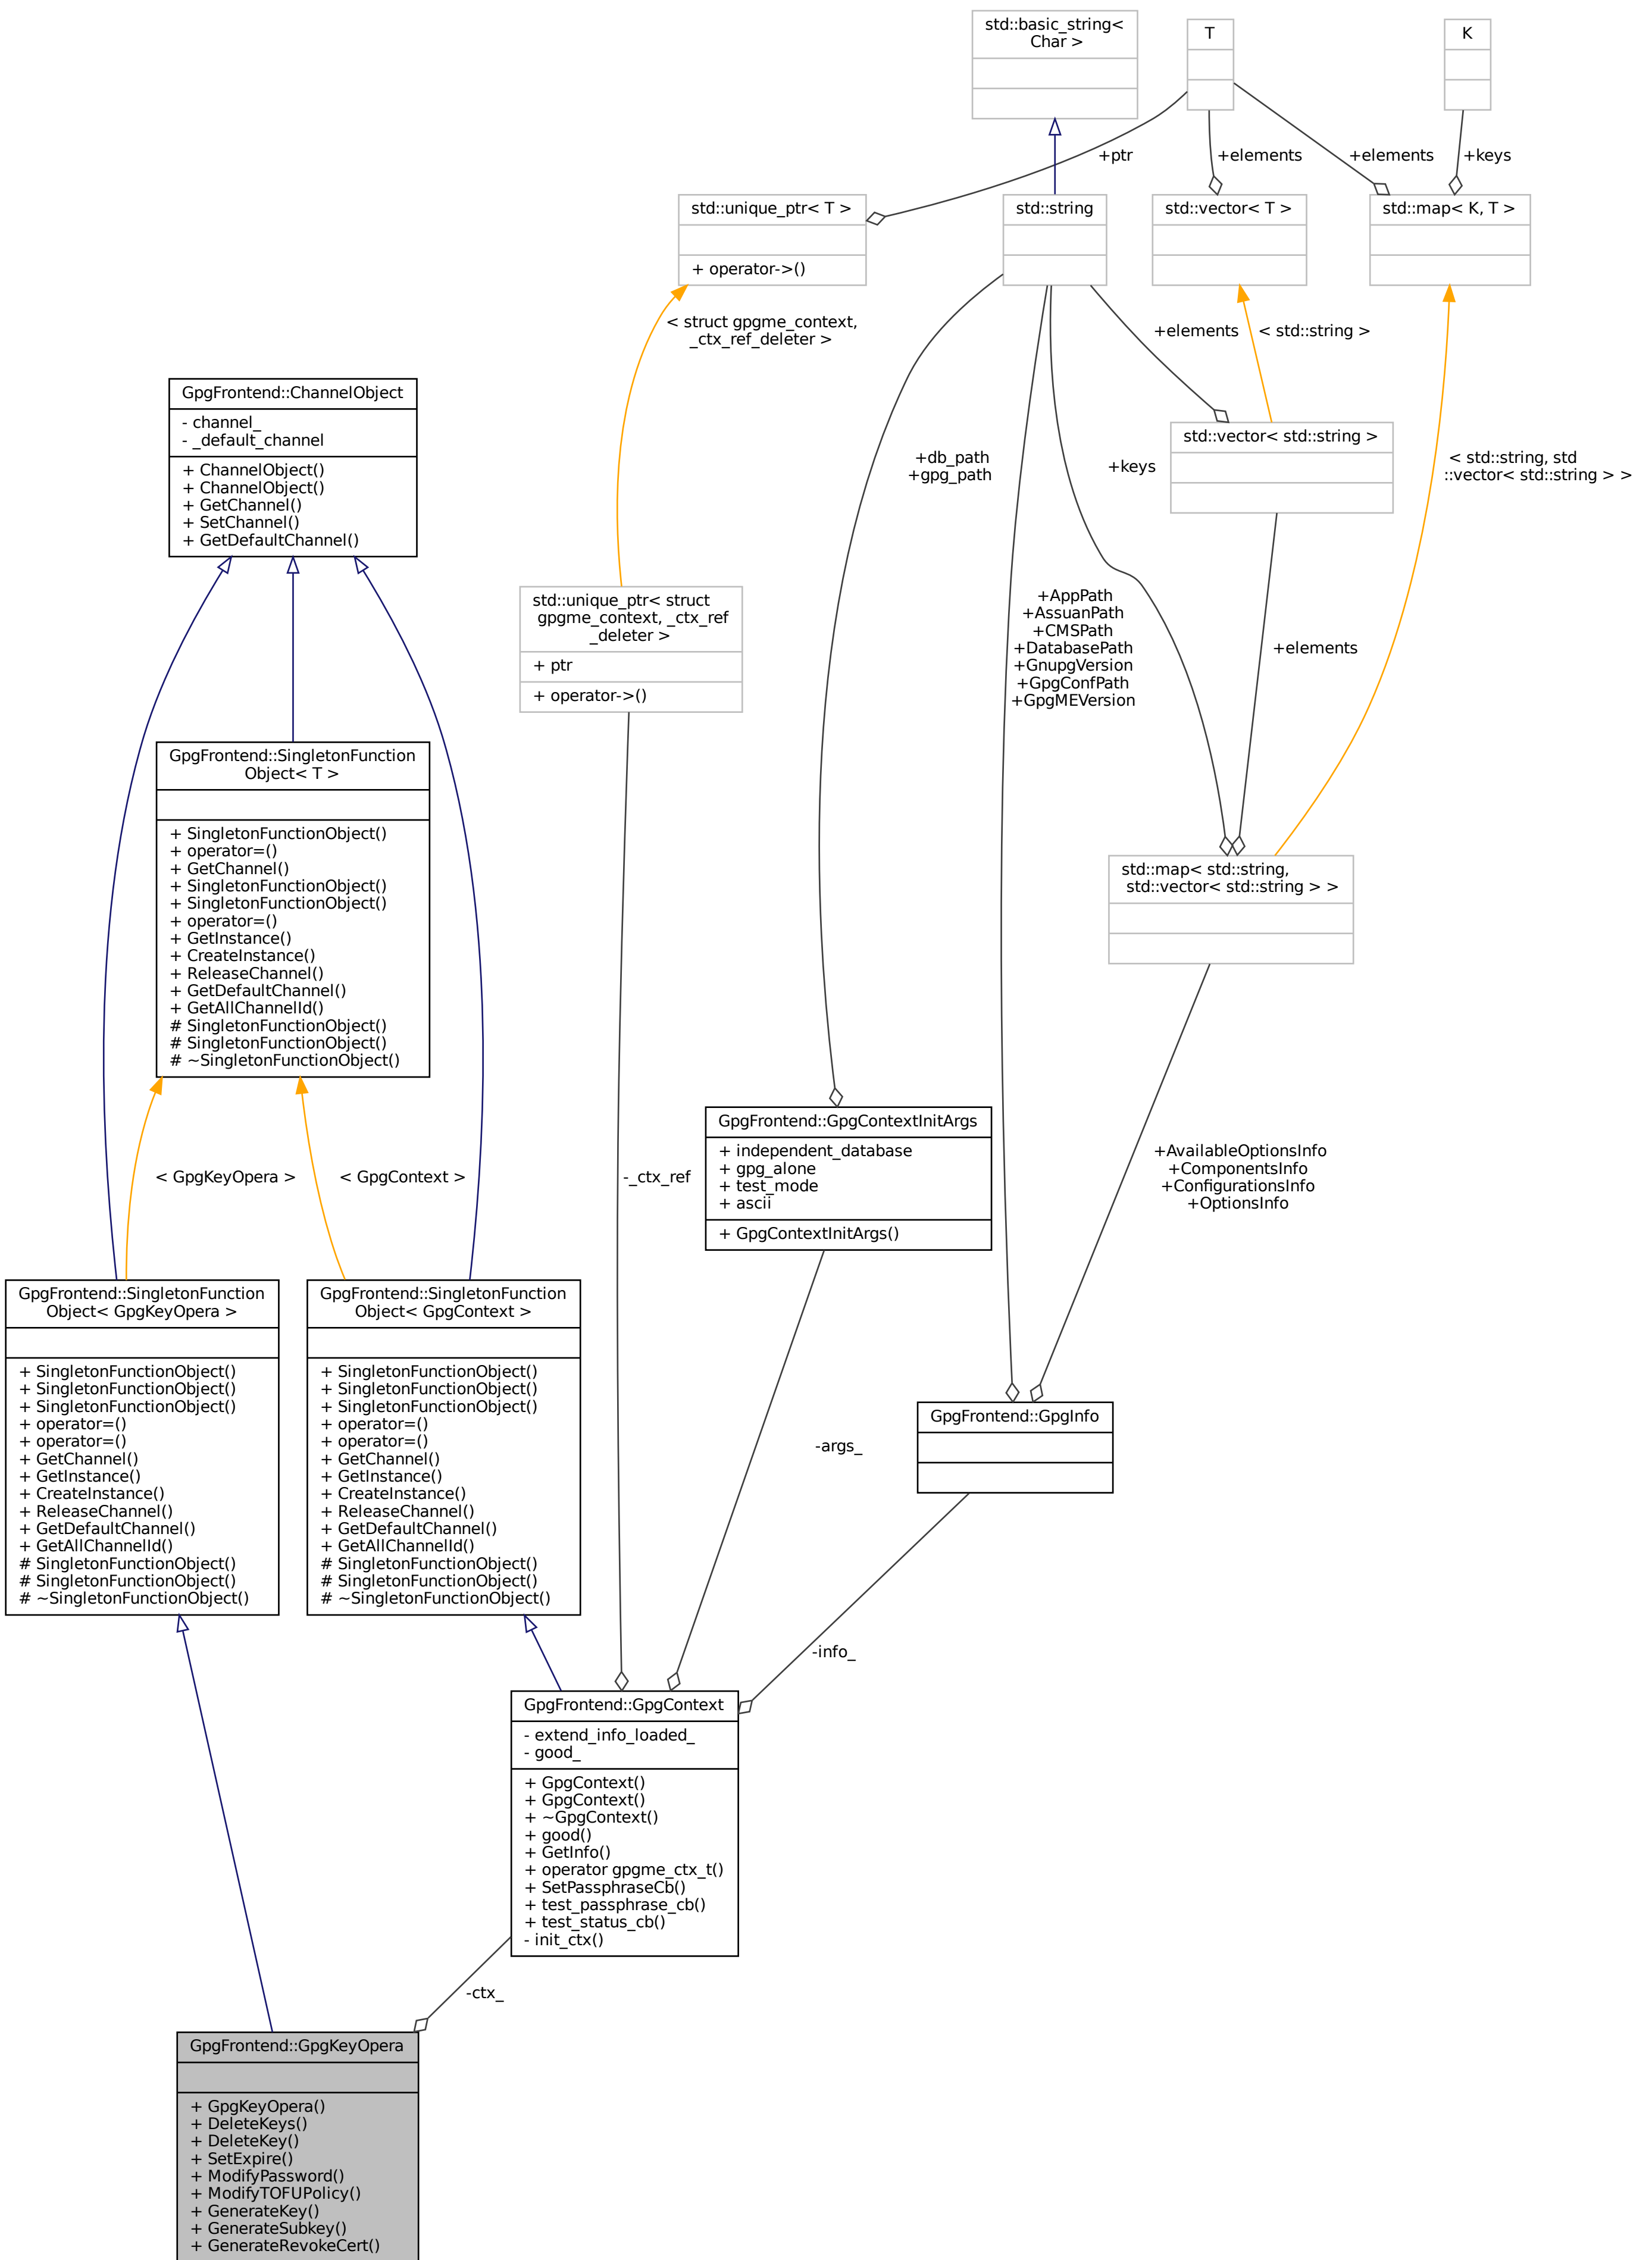 std::basic_string<
Char >
T
K
+ptr
+elements
+elements
+keys
std::unique_ptr< T >
+ operator->()
std::string
std::vector< T >
std::map< K, T >
< struct gpgme_context,
_ctx_ref_deleter >
+elements
< std::string >
GpgFrontend::ChannelObject
- channel_
- _default_channel
+ ChannelObject()
+ ChannelObject()
+ GetChannel()
+ SetChannel()
+ GetDefaultChannel()
std::vector< std::string >
+db_path
+gpg_path
+keys
< std::string, std
::vector< std::string > >
std::unique_ptr< struct
gpgme_context, _ctx_ref
_deleter >
+ ptr
+ operator->()
+AppPath
+AssuanPath
+CMSPath
+DatabasePath
+GnupgVersion
+GpgConfPath
+GpgMEVersion
+elements
GpgFrontend::SingletonFunction
Object< T >
+ SingletonFunctionObject()
+ operator=()
+ GetChannel()
+ SingletonFunctionObject()
+ SingletonFunctionObject()
+ operator=()
+ GetInstance()
+ CreateInstance()
+ ReleaseChannel()
+ GetDefaultChannel()
+ GetAllChannelId()
# SingletonFunctionObject()
# SingletonFunctionObject()
# ~SingletonFunctionObject()
std::map< std::string,
std::vector< std::string > >
GpgFrontend::GpgContextInitArgs
+ independent_database
+ gpg_alone
+ test_mode
+ ascii
+ GpgContextInitArgs()
< GpgKeyOpera >
< GpgContext >
-_ctx_ref
+AvailableOptionsInfo
+ComponentsInfo
+ConfigurationsInfo
+OptionsInfo
GpgFrontend::SingletonFunction
Object< GpgKeyOpera >
+ SingletonFunctionObject()
+ SingletonFunctionObject()
+ SingletonFunctionObject()
+ operator=()
+ operator=()
+ GetChannel()
+ GetInstance()
+ CreateInstance()
+ ReleaseChannel()
+ GetDefaultChannel()
+ GetAllChannelId()
# SingletonFunctionObject()
# SingletonFunctionObject()
# ~SingletonFunctionObject()
GpgFrontend::SingletonFunction
Object< GpgContext >
+ SingletonFunctionObject()
+ SingletonFunctionObject()
+ SingletonFunctionObject()
+ operator=()
+ operator=()
+ GetChannel()
+ GetInstance()
+ CreateInstance()
+ ReleaseChannel()
+ GetDefaultChannel()
+ GetAllChannelId()
# SingletonFunctionObject()
# SingletonFunctionObject()
# ~SingletonFunctionObject()
-args_
GpgFrontend::GpgInfo
-info_
GpgFrontend::GpgContext
- extend_info_loaded_
- good_
+ GpgContext()
+ GpgContext()
+ ~GpgContext()
+ good()
+ GetInfo()
+ operator gpgme_ctx_t()
+ SetPassphraseCb()
+ test_passphrase_cb()
+ test_status_cb()
- init_ctx()
-ctx_
GpgFrontend::GpgKeyOpera
+ GpgKeyOpera()
+ DeleteKeys()
+ DeleteKey()
+ SetExpire()
+ ModifyPassword()
+ ModifyTOFUPolicy()
+ GenerateKey()
+ GenerateSubkey()
+ GenerateRevokeCert()